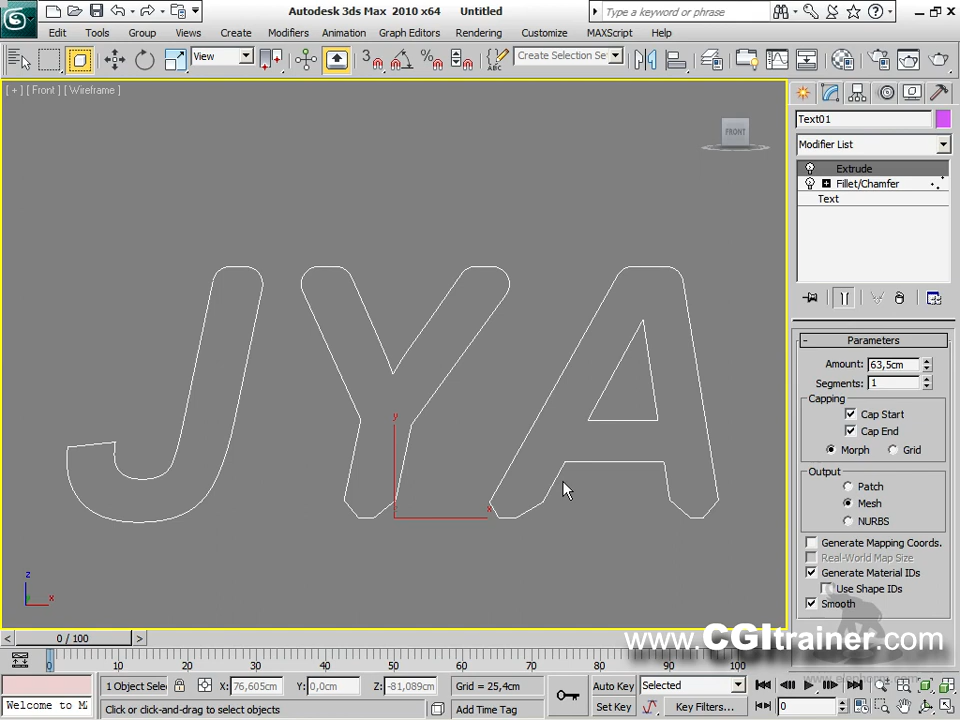 Autodesk 3ds Max 2010 x64 Untitled
Type a keyword or phrase
Edit Tools Group Views Create Modifiers Animation Graph Editors Rendering Customize MAXScript Help
View
3
ABC
Create Selection Se
[ + ] [ Front ] [ Wireframe ]
FRONT
Text01
Modifier List
Extrude
Fillet/Chamfer
Text
JYA
y
x
z
x
Parameters
Amount: 63,5cm
Segments: 1
Capping
Cap Start
Cap End
Morph Grid
Output
Patch
Mesh
NURBS
Generate Mapping Coords.
Real-World Map Size
Generate Material IDs
Use Shape IDs
Smooth
www.CGItrainer.com
0 / 100
0 10 20 30 40 50 60 70 80 90 100
1 Object Selec
X: 76,605cm Y: 0,0cm Z: -81,089cm
Grid = 25,4cm
Auto Key Selected
Welcome to M
Click or click-and-drag to select objects
Add Time Tag
Set Key Key Filters...
0